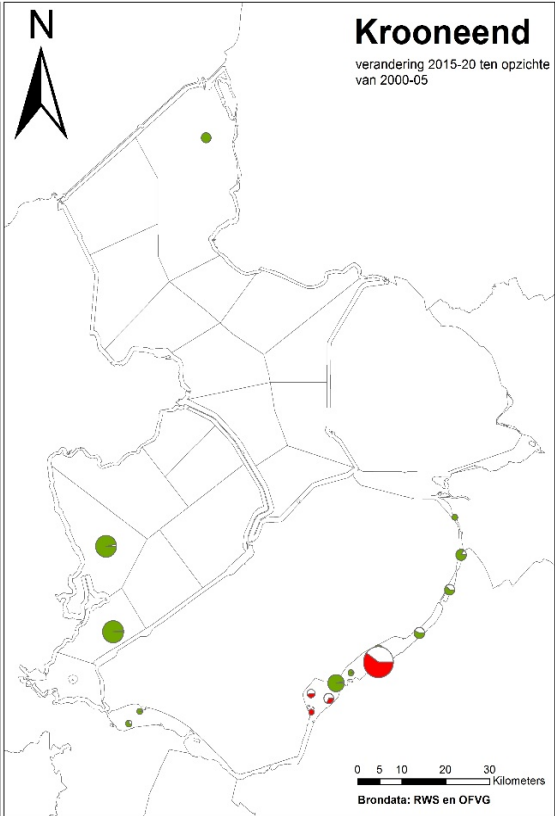 N
Krooneend
verandering 2015-20 ten opzichte
van 2000-05
0 5 10 20 30
Kilometers
Brondata: RWS en OFVG